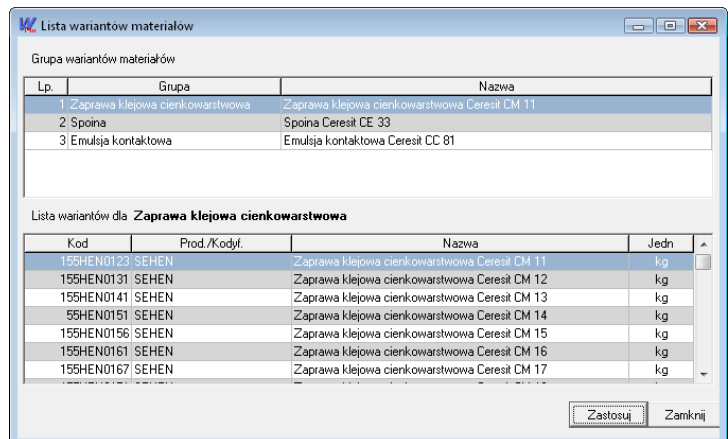 Lista wariantów materiałów
Grupa wariantów materiałów
Lp. Grupa Nazwa
1 Zaprawa klejowa cienkowarstwowa Zaprawa klejowa cienkowarstwowa Ceresit CM 11
2 Spoina Spoina Ceresit CE 33
3 Emulsja kontaktowa Emulsja kontaktowa Ceresit CC 81
Lista wariantów dla Zaprawa klejowa cienkowarstwowa
Kod Prod./Kodyf. Nazwa Jedn
155HEN0123 SEHEN Zaprawa klejowa cienkowarstwowa Ceresit CM 11 kg
155HEN0131 SEHEN Zaprawa klejowa cienkowarstwowa Ceresit CM 12 kg
155HEN0141 SEHEN Zaprawa klejowa cienkowarstwowa Ceresit CM 13 kg
55HEN0151 SEHEN Zaprawa klejowa cienkowarstwowa Ceresit CM 14 kg
155HEN0156 SEHEN Zaprawa klejowa cienkowarstwowa Ceresit CM 15 kg
155HEN0161 SEHEN Zaprawa klejowa cienkowarstwowa Ceresit CM 16 kg
155HEN0167 SEHEN Zaprawa klejowa cienkowarstwowa Ceresit CM 17 kg
Zastosuj Zamknij